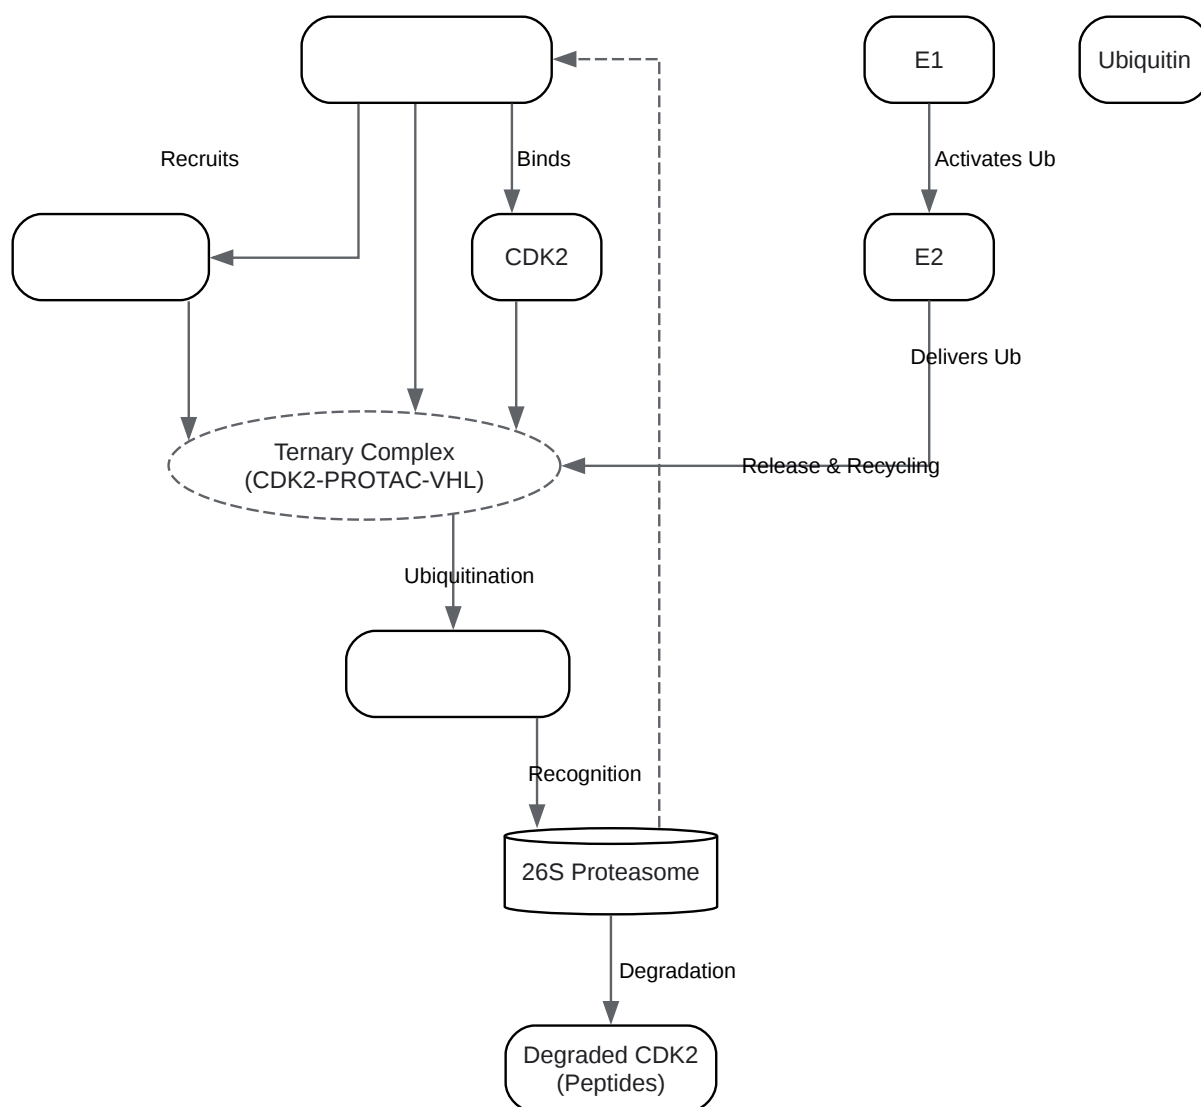 E1
Ubiquitin
Recruits
Binds
Activates Ub
CDK2
E2
Delivers Ub
Ternary Complex
(CDK2-PROTAC-VHL)
Release & Recycling
Ubiquitination
Recognition
26S Proteasome
Degradation
Degraded CDK2
(Peptides)